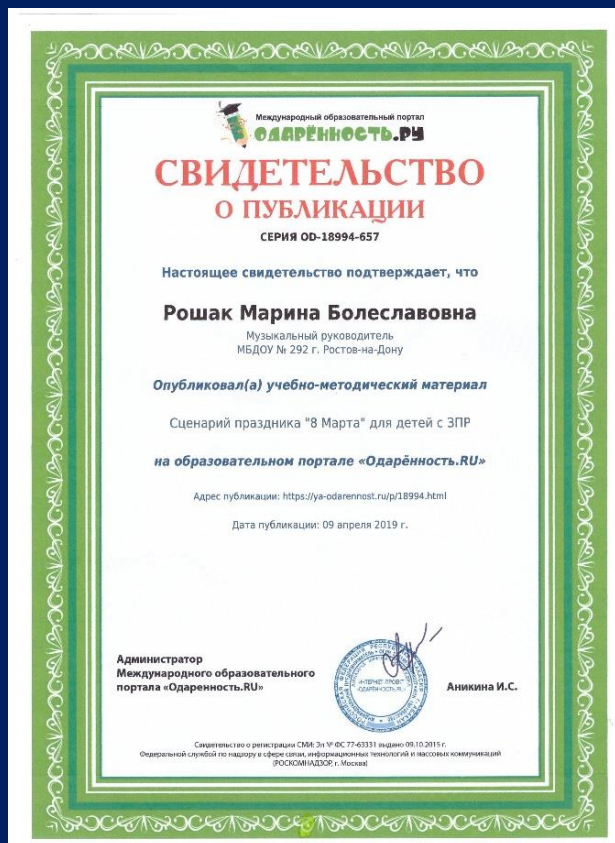 Международный образовательный портал
ОДАРЁННОСТЬ.РУ
СВИДЕТЕЛЬСТВО
О ПУБЛИКАЦИИ
СЕРИЯ OD-18994-657
Настоящее свидетельство подтверждает, что
Рошак Марина Болеславовна
Музыкальный руководитель
МБДОУ № 292 г. Ростов-на-Дону
Опубликовал(а) учебно-методический материал
Сценарий праздника "8 Марта" для детей с ЗПР
на образовательном портале «Одарённость.RU»
Адрес публикации: https://ya-odarennost.ru/p/18994.html
Дата публикации: 09 апреля 2019 г.
Администратор
Международного образовательного
портала «Одаренность.RU»
ИНТЕРНЕТ-ПРОЕКТ
«ОДАРЁННОСТЬ.RU»
Аникина И.С.
Свидетельство о регистрации СМИ: Эл № ФС 77-63331 выдано 09.10.2015 г.
Федеральной службой по надзору в сфере связи, информационных технологий и массовых коммуникаций
(РОСКОМНАДЗОР, г. Москва)